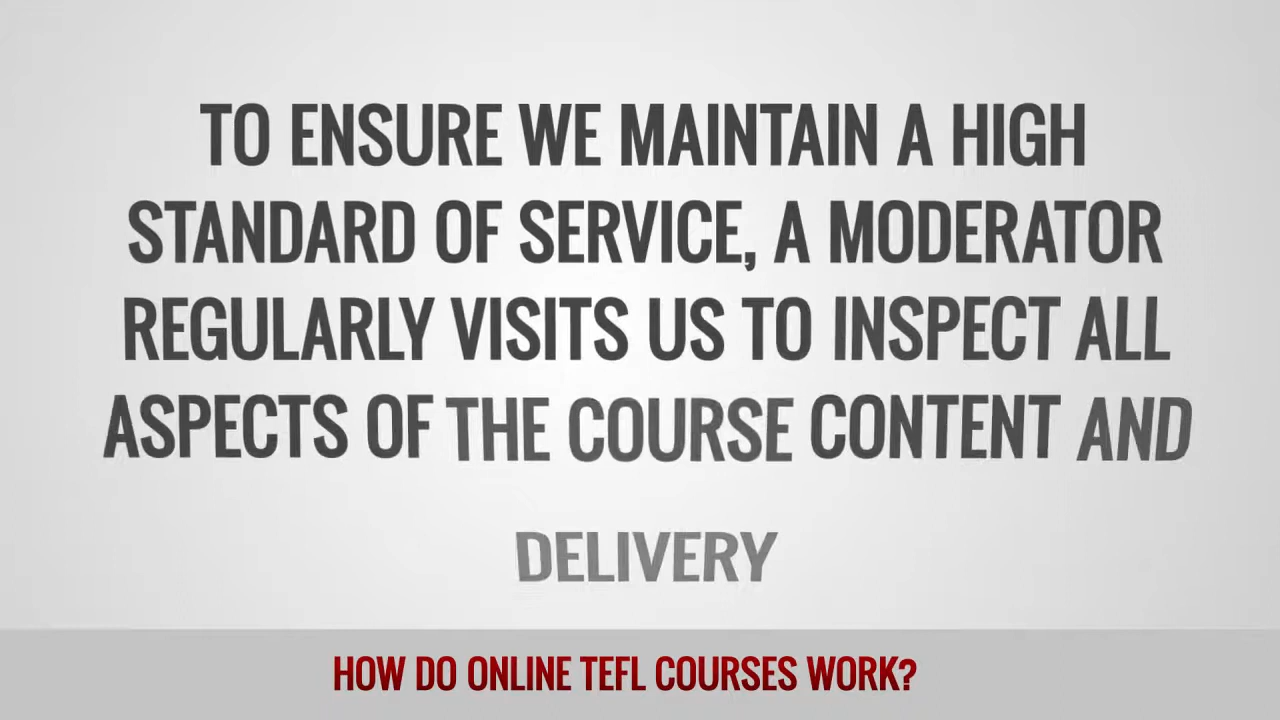 TO ENSURE WE MAINTAIN A HIGH
STANDARD OF SERVICE, A MODERATOR
REGULARLY VISITS US TO INSPECT ALL
ASPECTS OF THE COURSE CONTENT AND
DELIVERY
HOW DO ONLINE TEFL COURSES WORK?